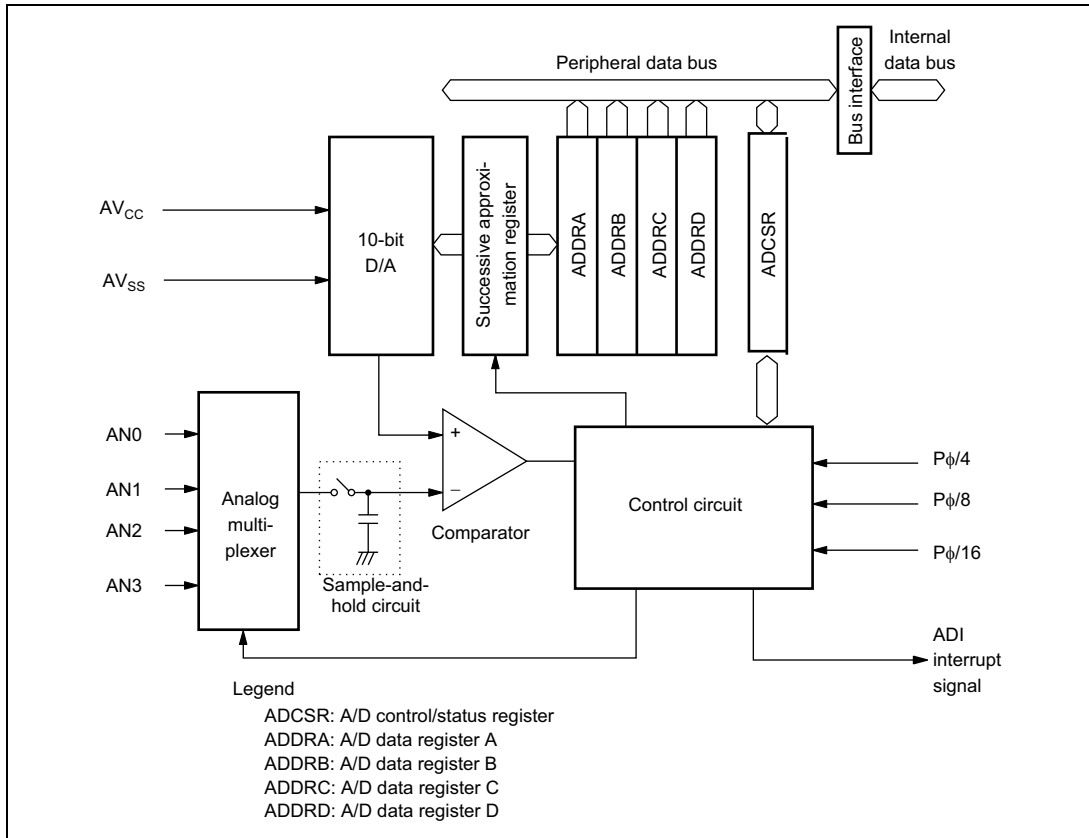 Peripheral data bus
Bus interface
Internal
data bus
AV_CC
AV_SS
10-bit
D/A
Successive approxi-
mation register
ADDRA
ADDRB
ADDRC
ADDRD
ADCSR
AN0
AN1
AN2
AN3
Analog
multi-
plexer
Sample-and-
hold circuit
+
−
Comparator
Control circuit
Pϕ/4
Pϕ/8
Pϕ/16
ADI
interrupt
signal
Legend
ADCSR: A/D control/status register
ADDRA: A/D data register A
ADDRB: A/D data register B
ADDRC: A/D data register C
ADDRD: A/D data register D